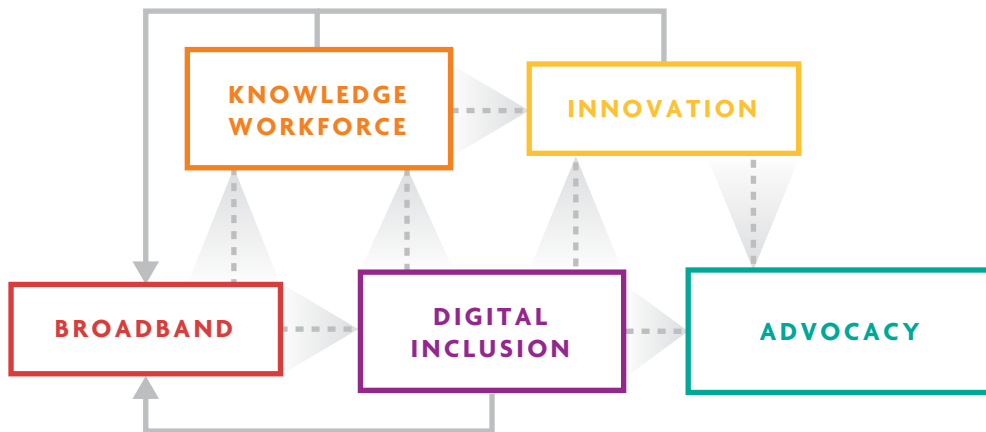 KNOWLEDGE
WORKFORCE
INNOVATION
BROADBAND
DIGITAL
INCLUSION
ADVOCACY